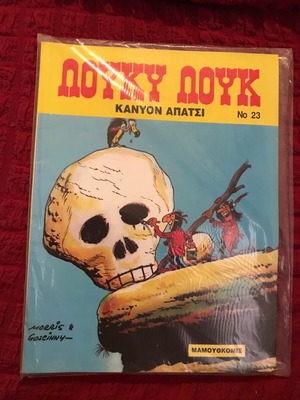 ΛΟΥΚΥ ΛΟΥΚ
ΚΑΝΥΟΝ ΑΠΑΤΣΙ
Νο 23
MORRIS &
GOSCINNY
ΜΑΜΟΥΘΚΟΜΙΞ